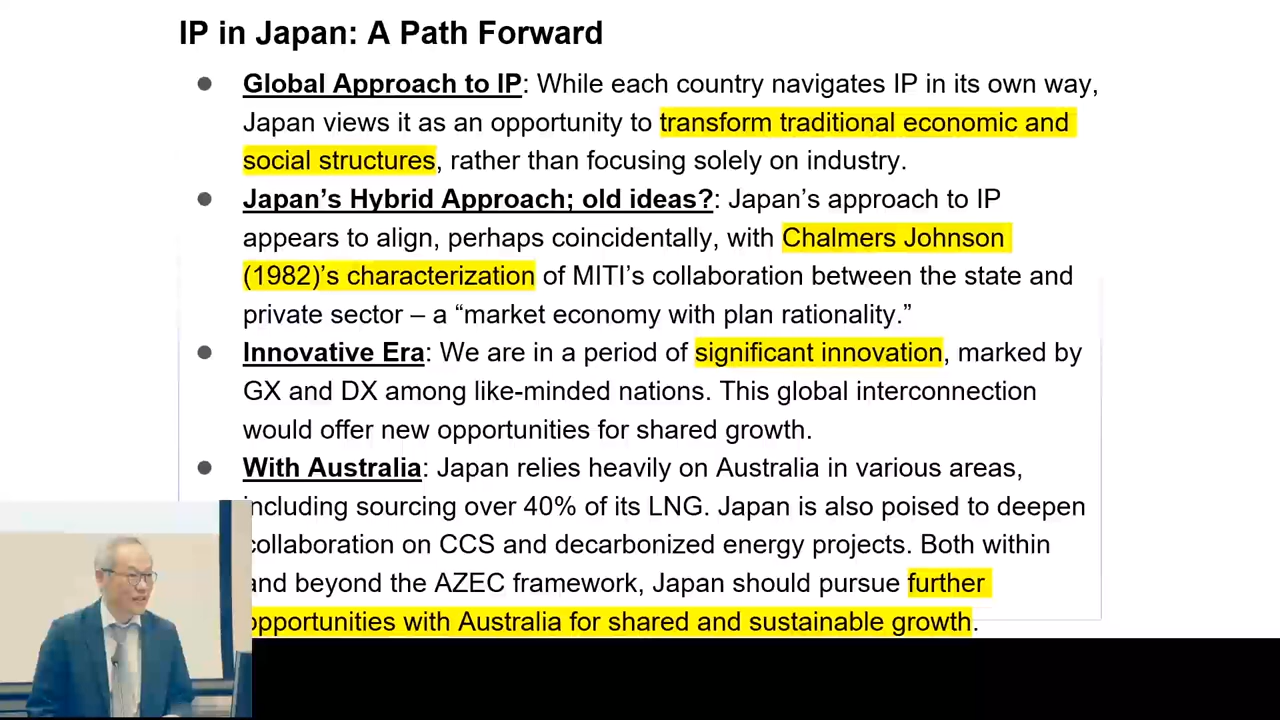 IP in Japan: A Path Forward
● Global Approach to IP: While each country navigates IP in its own way,
Japan views it as an opportunity to transform traditional economic and
social structures, rather than focusing solely on industry.
● Japan’s Hybrid Approach; old ideas?: Japan’s approach to IP
appears to align, perhaps coincidentally, with Chalmers Johnson
(1982)’s characterization of MITI’s collaboration between the state and
private sector – a “market economy with plan rationality.”
● Innovative Era: We are in a period of significant innovation, marked by
GX and DX among like-minded nations. This global interconnection
would offer new opportunities for shared growth.
● With Australia: Japan relies heavily on Australia in various areas,
including sourcing over 40% of its LNG. Japan is also poised to deepen
collaboration on CCS and decarbonized energy projects. Both within
and beyond the AZEC framework, Japan should pursue further
opportunities with Australia for shared and sustainable growth.